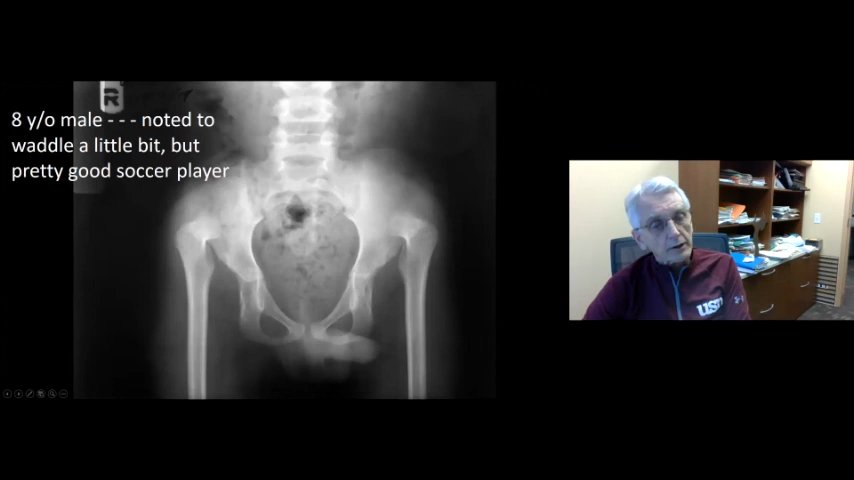 R
8 y/o male - - - noted to
waddle a little bit, but
pretty good soccer player
USD